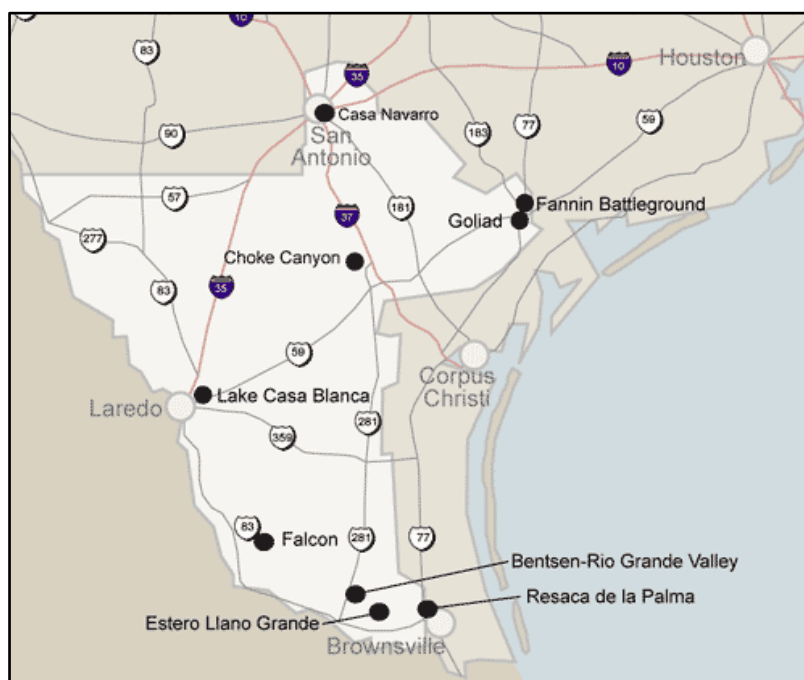 10
83
35
10
Houston
Casa Navarro
San
Antonio
90
183
77
59
57
181
Fannin Battleground
37
Goliad
277
Choke Canyon
83
35
59
Corpus
Christi
Lake Casa Blanca
Laredo
281
359
83
Falcon
281
77
Bentsen-Rio Grande Valley
Resaca de la Palma
Estero Llano Grande
Brownsville